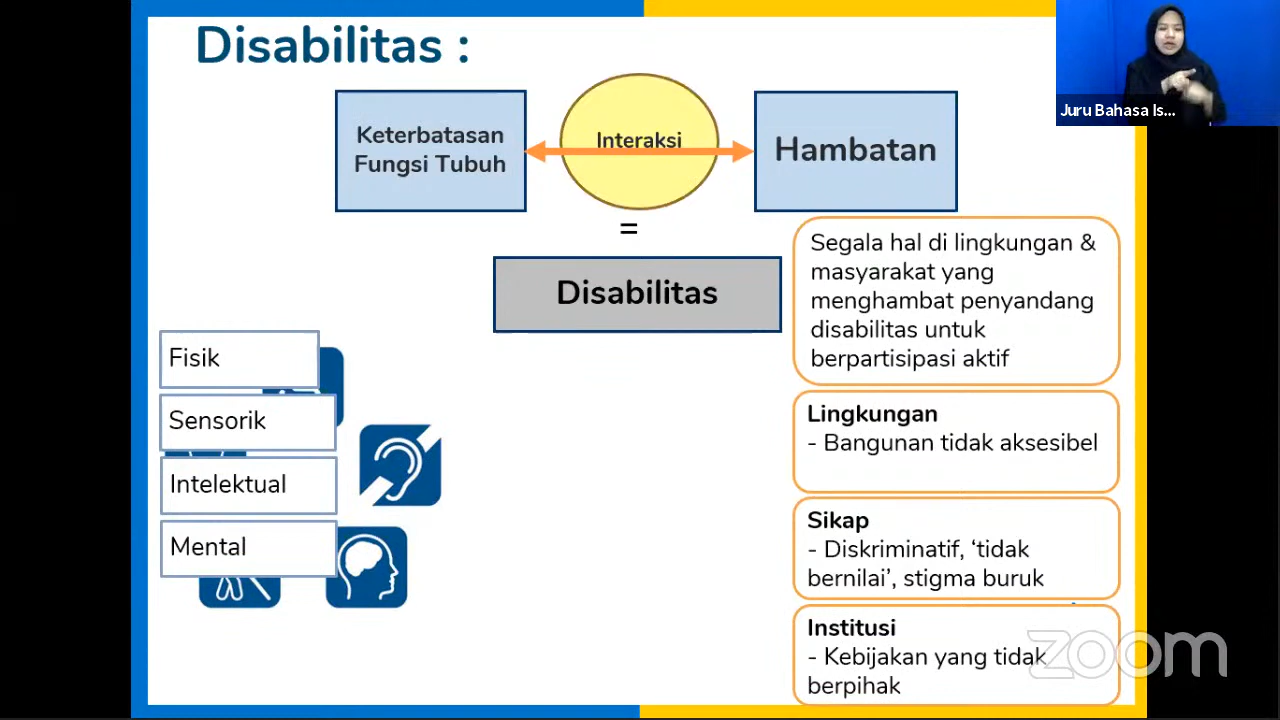 Disabilitas :
Juru Bahasa Is...
Keterbatasan
Fungsi Tubuh
Interaksi
Hambatan
=
Disabilitas
Segala hal di lingkungan &
masyarakat yang
menghambat penyandang
disabilitas untuk
berpartisipasi aktif
Fisik
Sensorik
Intelektual
Mental
Lingkungan
- Bangunan tidak aksesibel
Sikap
- Diskriminatif, ‘tidak
bernilai’, stigma buruk
Institusi
- Kebijakan yang tidak
berpihak
zoom